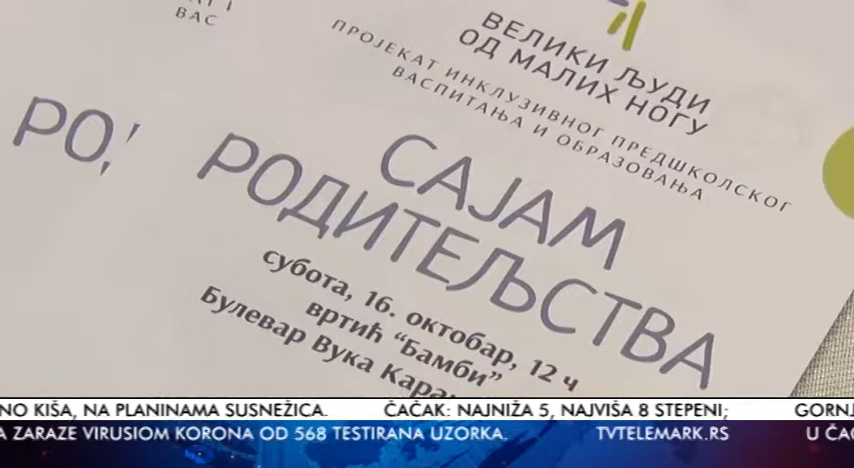 ВАС
ВЕЛИКИ ЉУДИ
ОД МАЛИХ НОГУ
ПРОЈЕКАТ ИНКЛУЗИВНОГ ПРЕДШКОЛСКОГ
ВАСПИТАЊА И ОБРАЗОВАЊА
САЈАМ
РОДИТЕЉСТВА
субота, 16. октобар, 12 ч
вртић “Бамби”
Булевар Вука
KIŠA, NA PLANINAMA SUSNEŽICA. ČAČAK: NAJNIŽA 5, NAJVIŠA 8 STEPENI;
ZARAZE VIRUSIOM KORONA OD 568 TESTIRANA UZORKA. TVTELEMARK.RS U